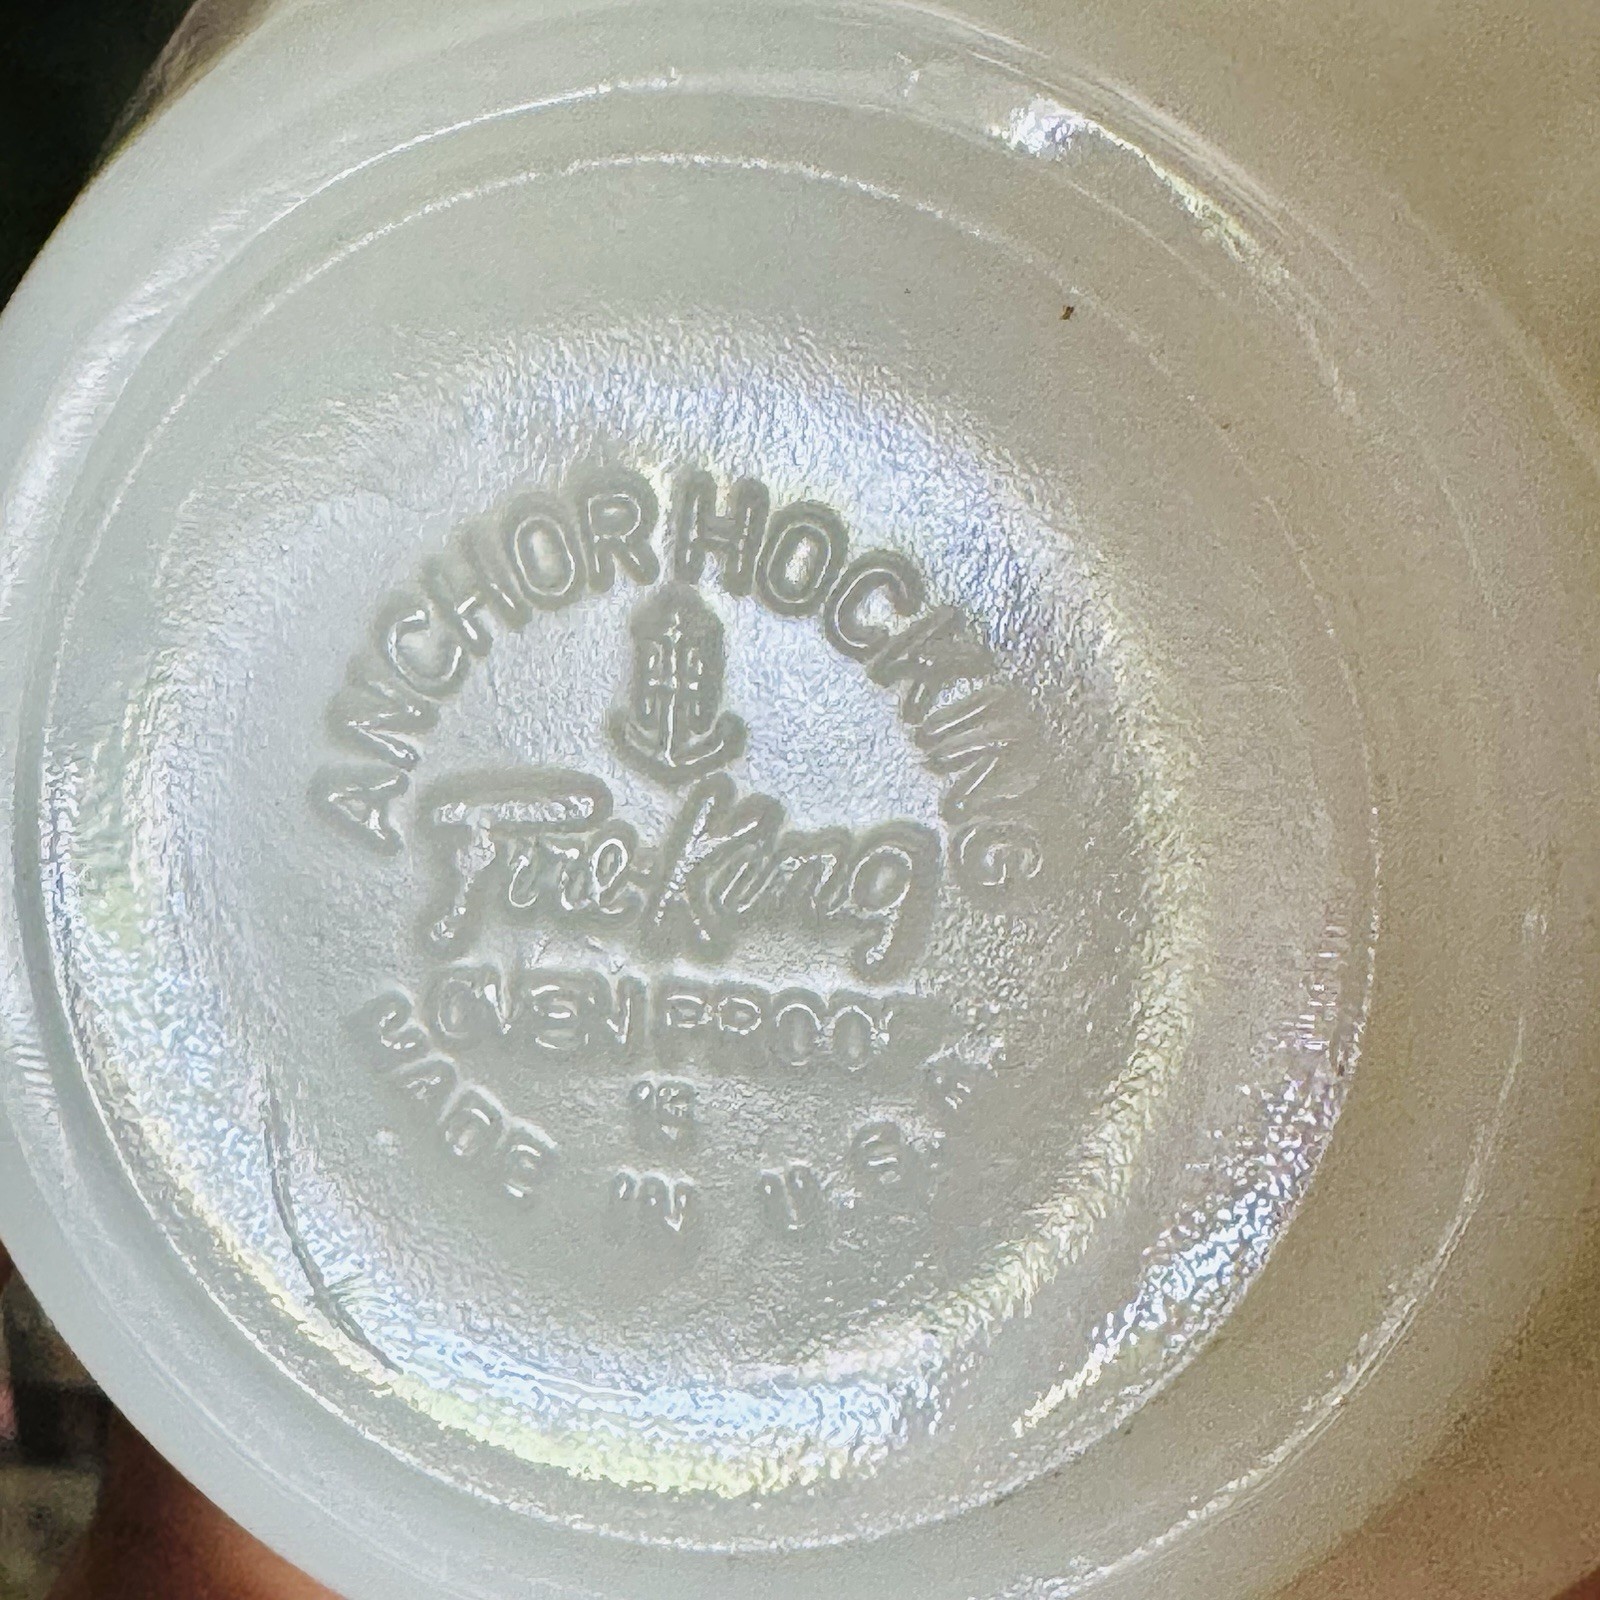 ANCHOR HOCKING
Fire-King
OVEN PROOF
MADE IN U.S.A.